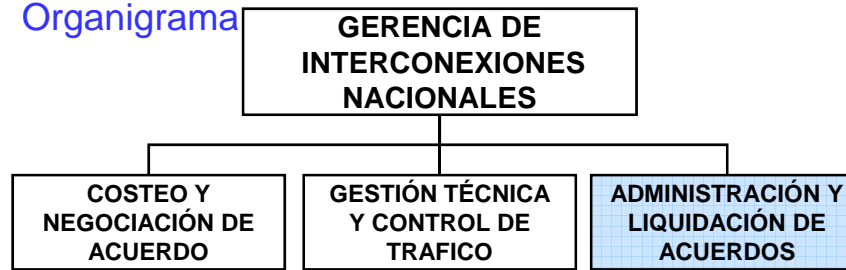 Organigrama
GERENCIA DE
INTERCONEXIONES
NACIONALES
COSTEO Y
NEGOCIACIÓN DE
ACUERDO
GESTIÓN TÉCNICA
Y CONTROL DE
TRAFICO
ADMINISTRACIÓN Y
LIQUIDACIÓN DE
ACUERDOS